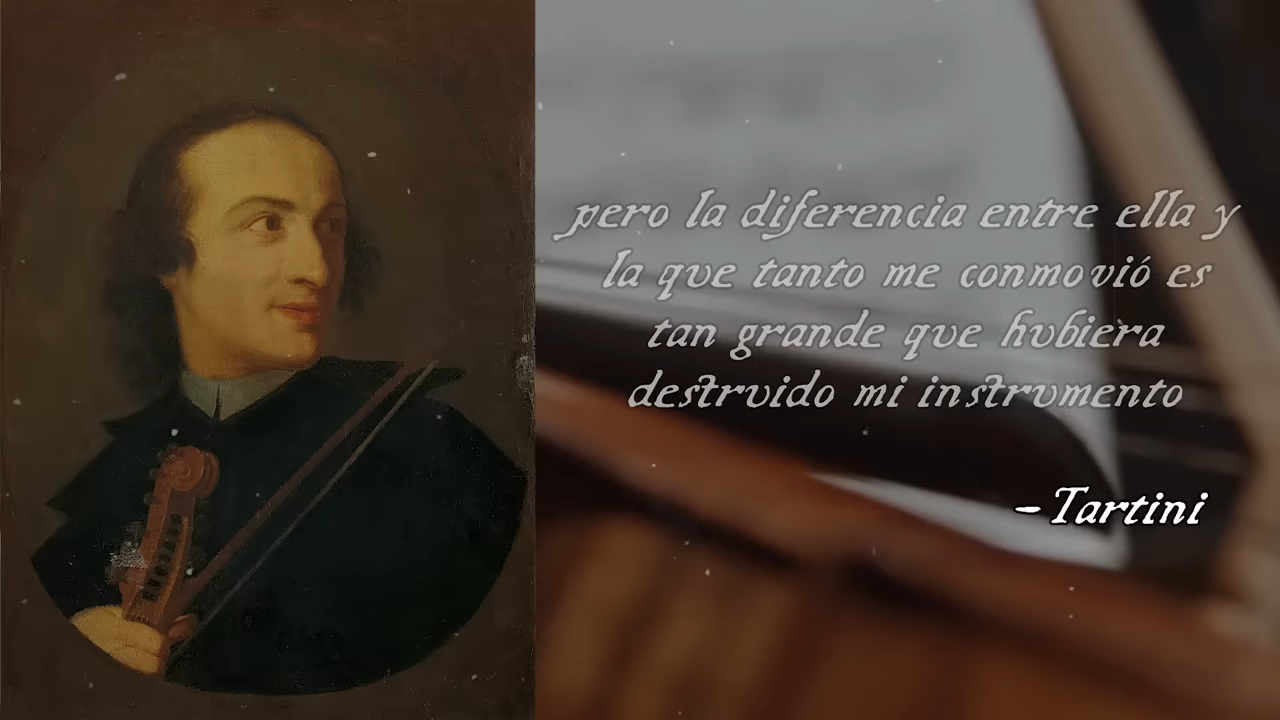 pero la diferencia entre ella y
la que tanto me conmovió es
tan grande que hubiera
destruido mi instrumento
-Tartini